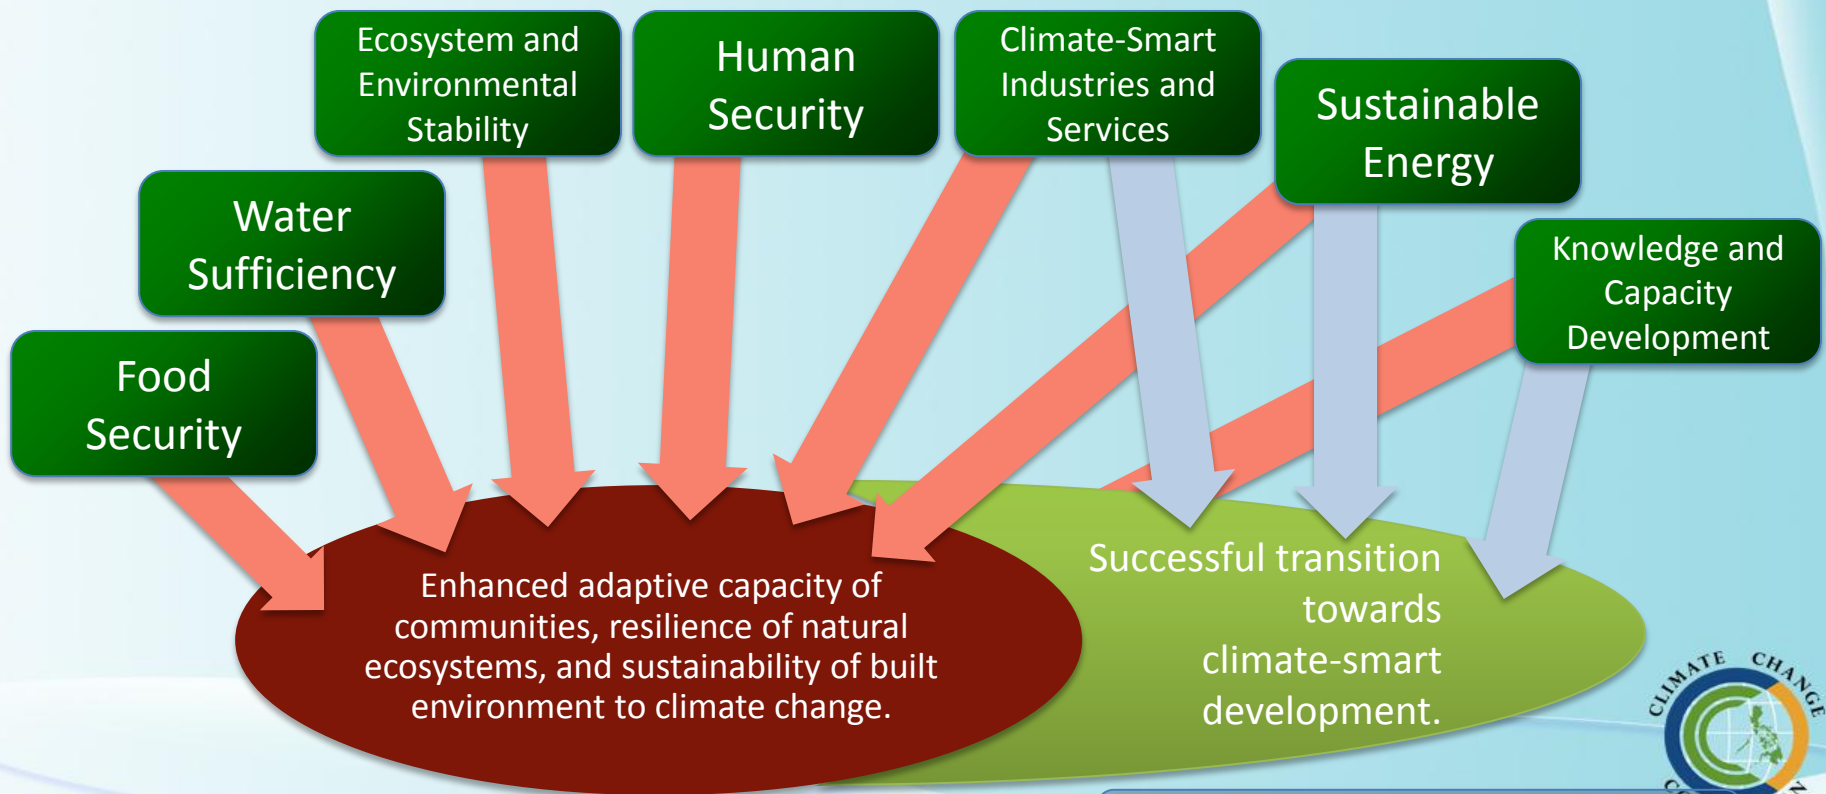 Ecosystem and
Environmental
Stability
Human
Security
Climate-Smart
Industries and
Services
Sustainable
Energy
Water
Sufficiency
Knowledge and
Capacity
Development
Food
Security
Enhanced adaptive capacity of
communities, resilience of natural
ecosystems, and sustainability of built
environment to climate change.
Successful transition
towards
climate-smart
development.
CLIMATE CHANGE